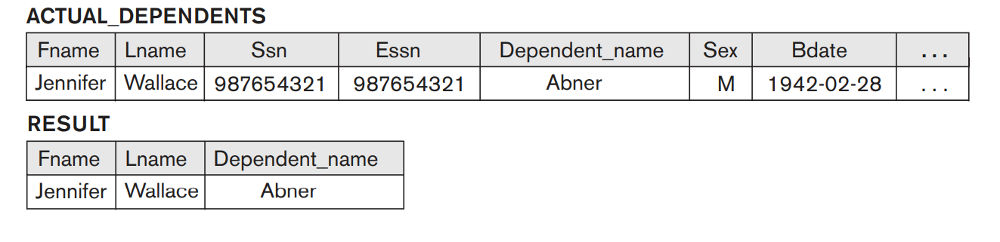 ACTUAL_DEPENDENTS
Fname Lname Ssn Essn Dependent_name Sex Bdate ...
Jennifer Wallace 987654321 987654321 Abner M 1942-02-28 ...
RESULT
Fname Lname Dependent_name
Jennifer Wallace Abner